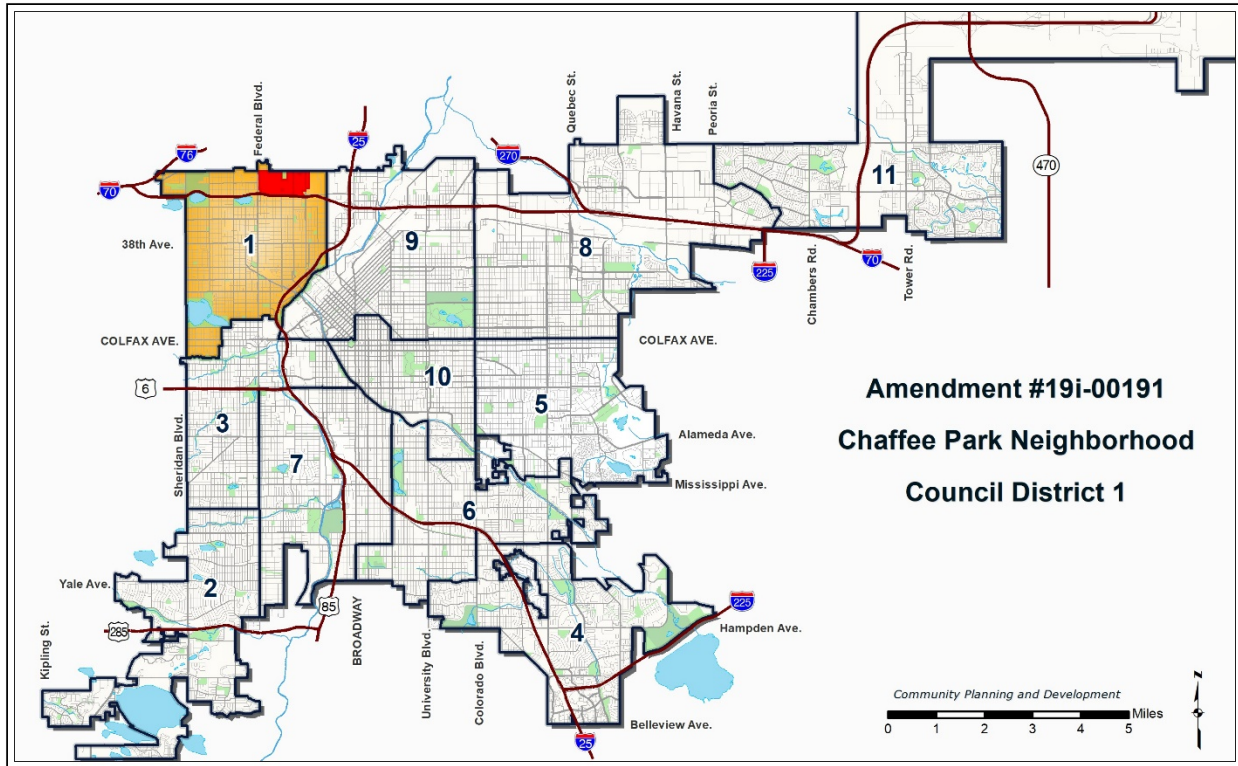 Federal Blvd.
25
Quebec St.
Havana St.
Peoria St.
76
270
70
470
11
1
9
8
38th Ave.
225
70
Chambers Rd.
Tower Rd.
COLFAX AVE.
COLFAX AVE.
6
10
5
3
Sheridan Blvd.
7
Alameda Ave.
Mississippi Ave.
6
Amendment #19i-00191
Chaffee Park Neighborhood
Council District 1
Yale Ave.
2
85
BROADWAY
285
Kipling St.
University Blvd.
Colorado Blvd.
4
225
Hampden Ave.
Belleview Ave.
25
Community Planning and Development
Miles
0 1 2 3 4 5
N